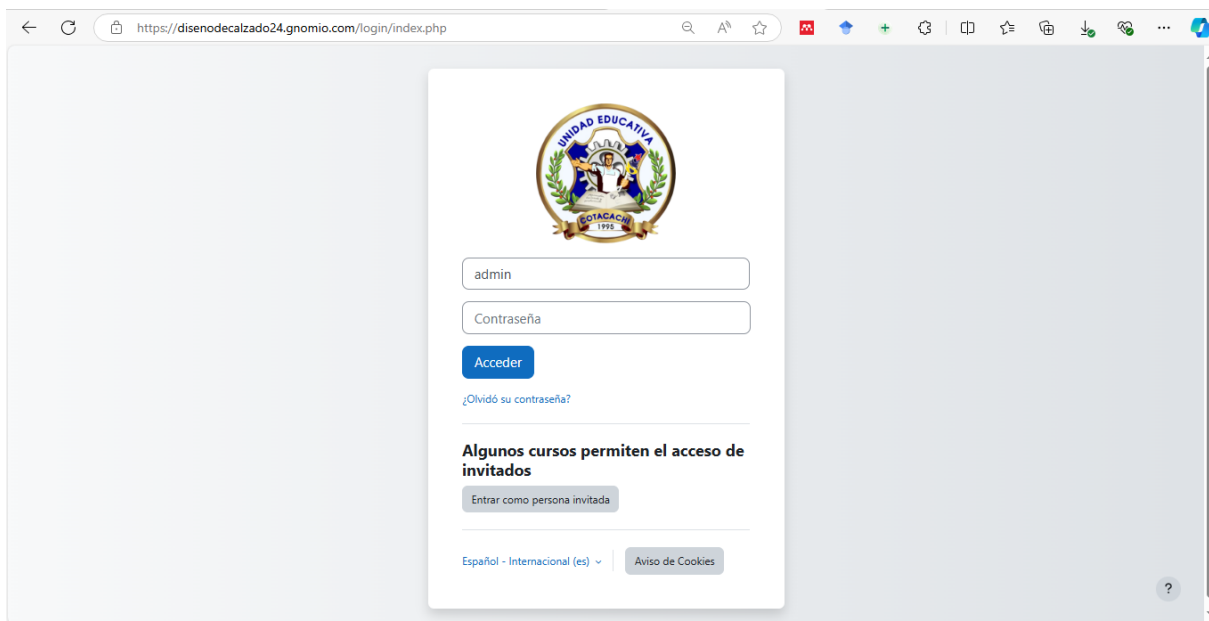 https://disenodecalzado24.gnomio.com/login/index.php
UNIDAD EDUCATIVA
COTACACHI
1995
admin
Contraseña
Acceder
¿Olvidó su contraseña?
Algunos cursos permiten el acceso de
invitados
Entrar como persona invitada
Español - Internacional (es)
Aviso de Cookies
?